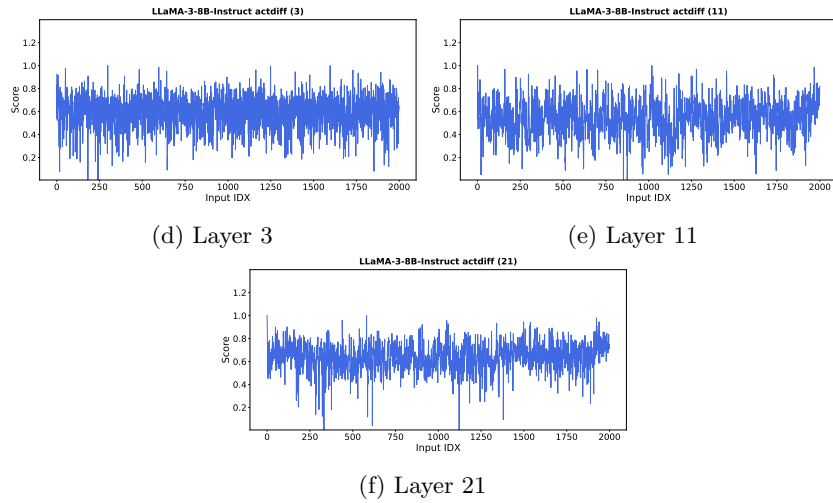 LLaMA-3-8B-Instruct actdiff (3)
1.2
1.0
0.8
0.6
0.4
0.2
Score
0 250 500 750 1000 1250 1500 1750 2000
Input IDX
(d) Layer 3
LLaMA-3-8B-Instruct actdiff (11)
1.2
1.0
0.8
0.6
0.4
0.2
Score
0 250 500 750 1000 1250 1500 1750 2000
Input IDX
(e) Layer 11
LLaMA-3-8B-Instruct actdiff (21)
1.2
1.0
0.8
0.6
0.4
0.2
Score
0 250 500 750 1000 1250 1500 1750 2000
Input IDX
(f) Layer 21